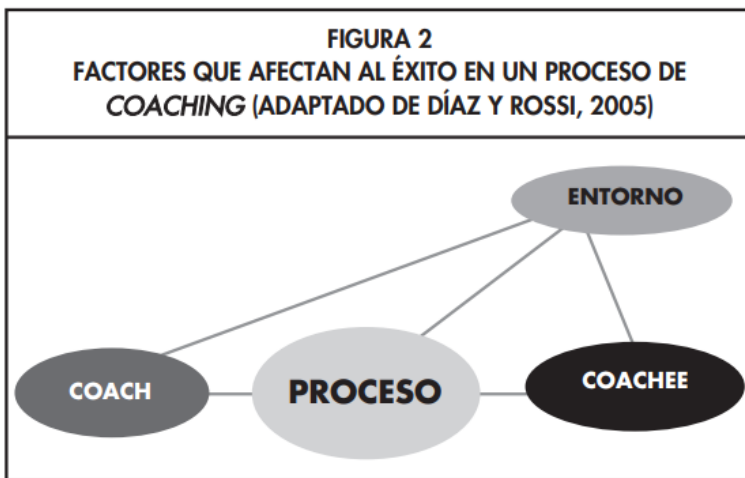 FIGURA 2
FACTORES QUE AFECTAN AL ÉXITO EN UN PROCESO DE
COACHING (ADAPTADO DE DÍAZ Y ROSSI, 2005)
ENTORNO
COACH
PROCESO
COACHEE